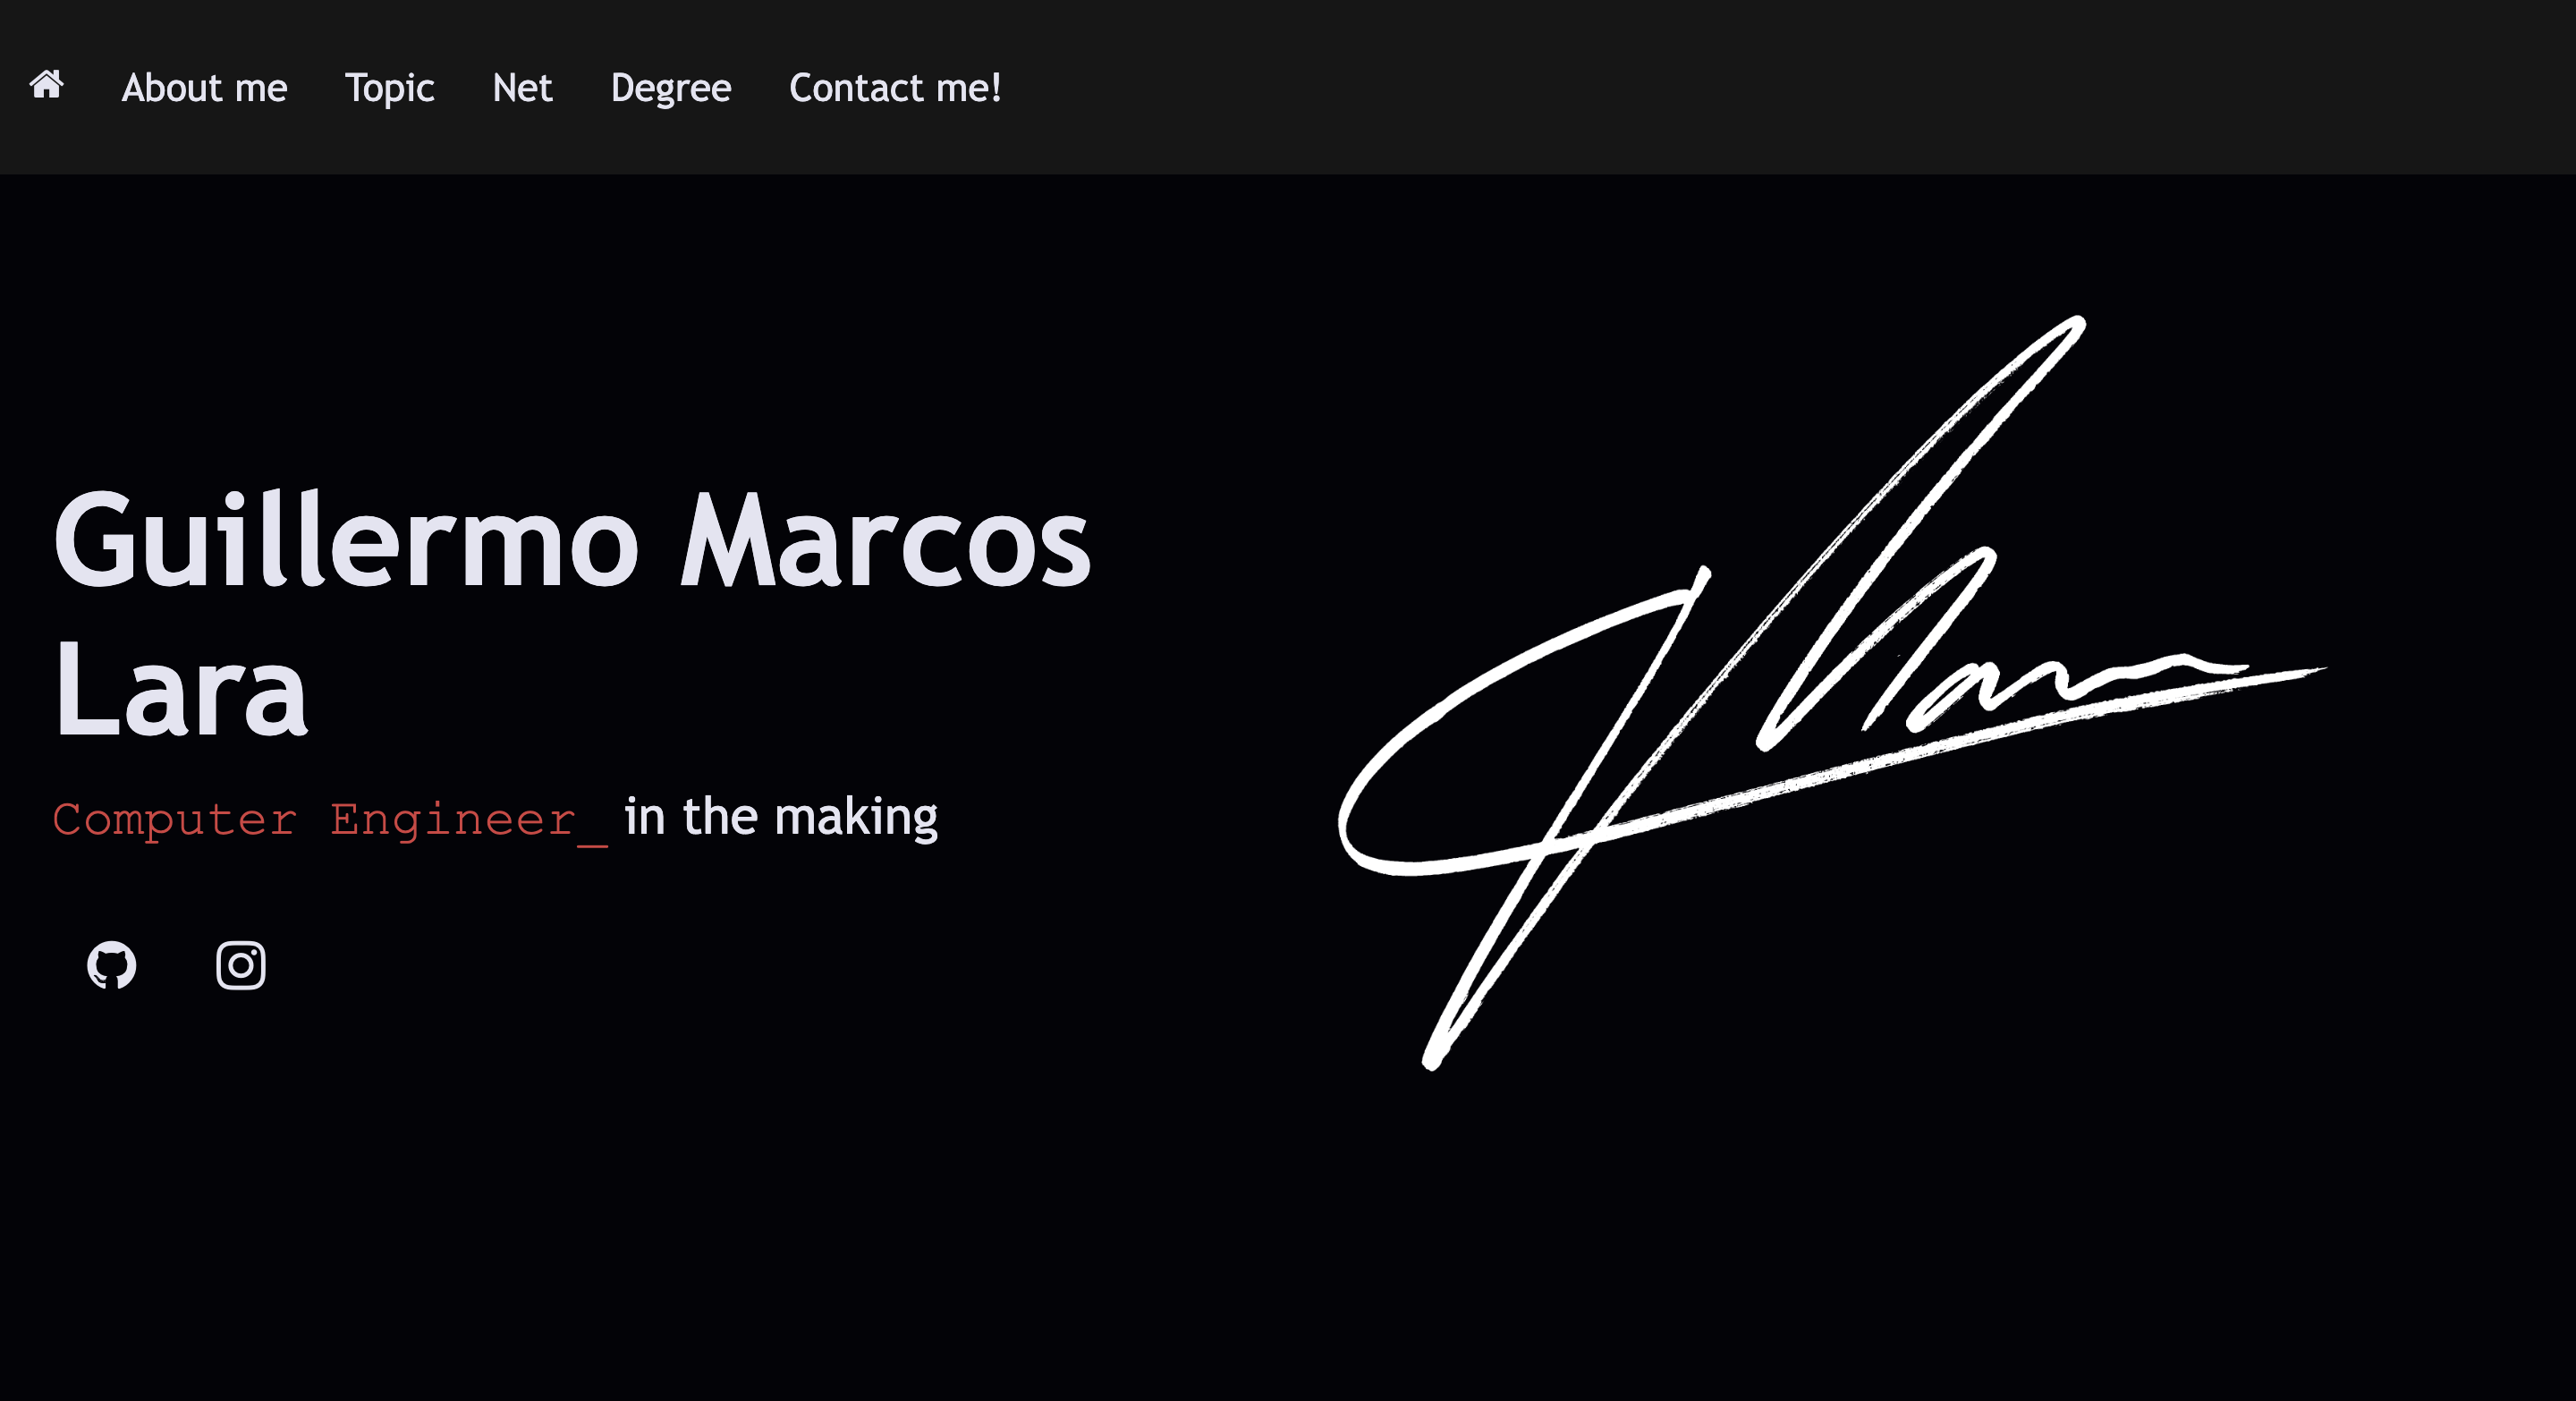 About me Topic Net Degree Contact me!
Guillermo Marcos
Lara
Computer Engineer_ in the making